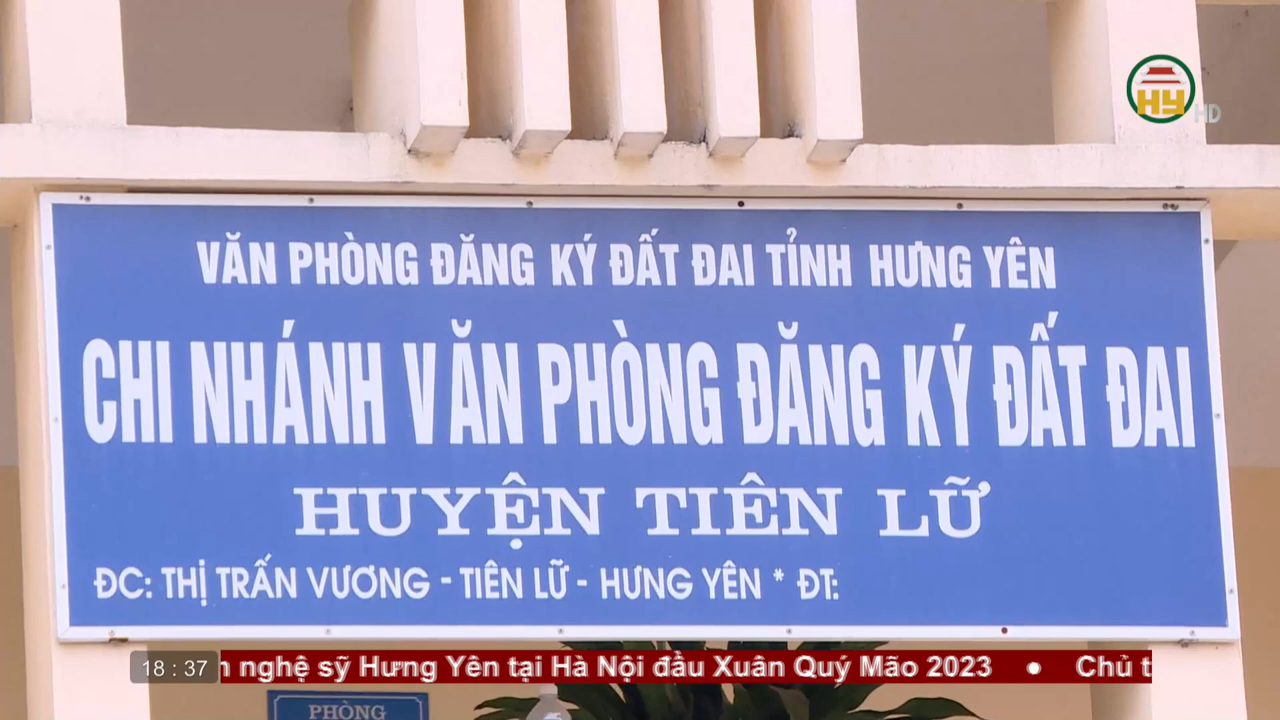 HY HD
VĂN PHÒNG ĐĂNG KÝ ĐẤT ĐAI TỈNH HƯNG YÊN
CHI NHÁNH VĂN PHÒNG ĐĂNG KÝ ĐẤT ĐAI
HUYỆN TIÊN LỮ
ĐC: THỊ TRẤN VƯƠNG - TIÊN LỮ - HƯNG YÊN * ĐT:
18 : 37 nghệ sỹ Hưng Yên tại Hà Nội đầu Xuân Quý Mão 2023 • Chủ t
PHÒNG